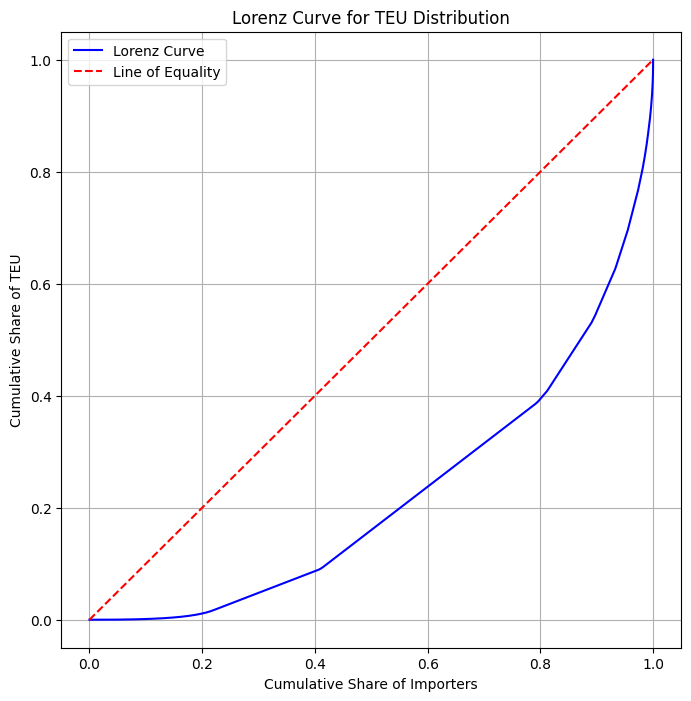 Lorenz Curve for TEU Distribution
Lorenz Curve
Line of Equality
Cumulative Share of TEU
1.0
0.8
0.6
0.4
0.2
0.0
0.0 0.2 0.4 0.6 0.8 1.0
Cumulative Share of Importers